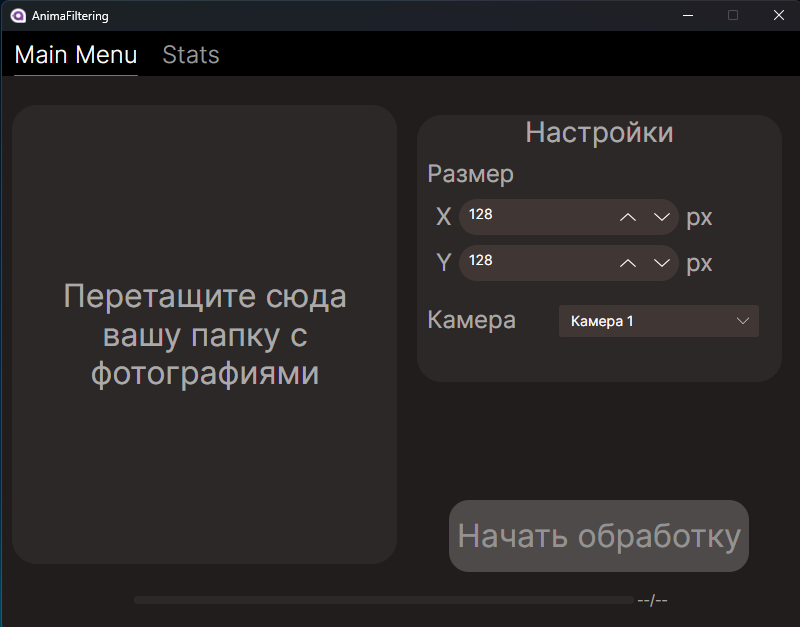 AnimaFiltering
Main Menu Stats
Перетащите сюда
вашу папку с
фотографиями
Настройки
Размер
X 128 px
Y 128 px
Камера Камера 1
Начать обработку
--/--